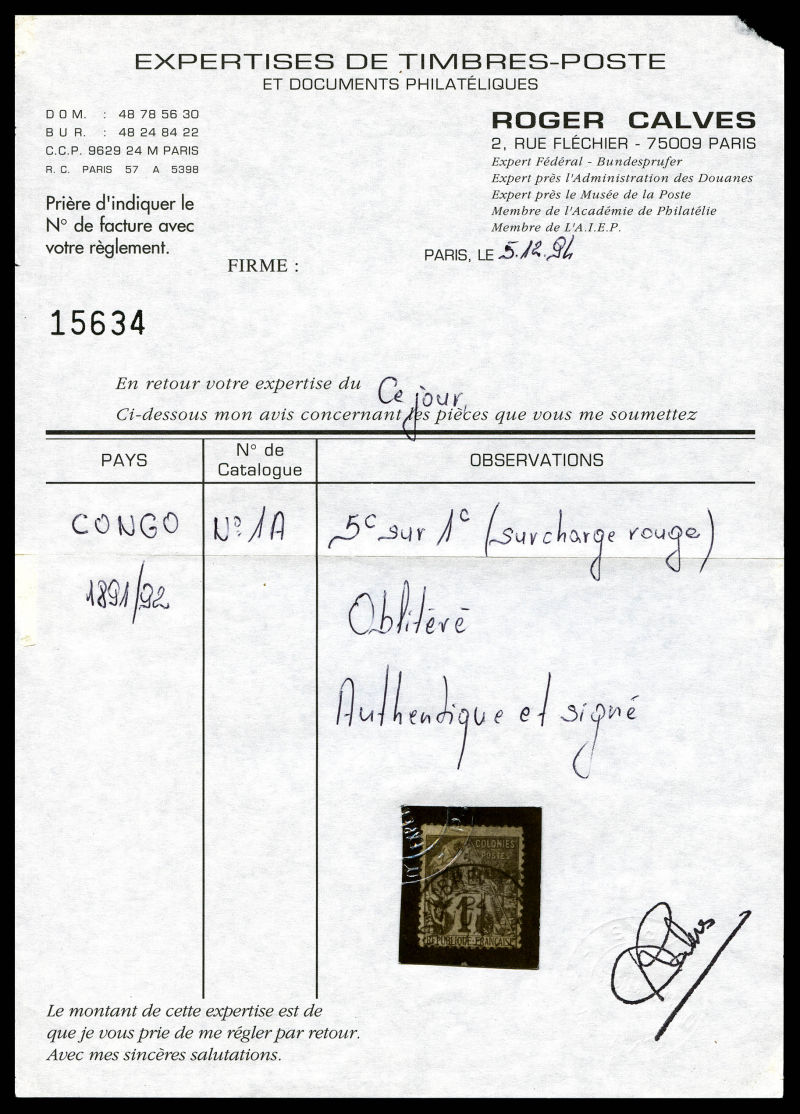 EXPERTISES DE TIMBRES-POSTE
ET DOCUMENTS PHILATÉLIQUES
DOM. : 48 78 56 30
BUR. : 48 24 84 22
C.C.P. 9629 24 M PARIS
R.C. PARIS 57 A 5398
Prière d'indiquer le
N° de facture avec
votre règlement.
ROGER CALVES
2, RUE FLÉCHIER - 75009 PARIS
Expert Fédéral - Bundesprufer
Expert près l'Administration des Douanes
Expert près le Musée de la Poste
Membre de l'Académie de Philatélie
Membre de L'A.I.E.P.
PARIS, LE 5.12.94
FIRME :
15634
En retour votre expertise du Ce jour,
Ci-dessous mon avis concernant les pièces que vous me soumettez
PAYS
N° de
Catalogue
OBSERVATIONS
CONGO N° 1A 5c sur 1c (surcharge rouge)
1891/92
Oblitéré
Authentique et signé
COLONIES
POSTES
RÉPUBLIQUE FRANÇAISE
Calves
Le montant de cette expertise est de
que je vous prie de me régler par retour.
Avec mes sincères salutations.